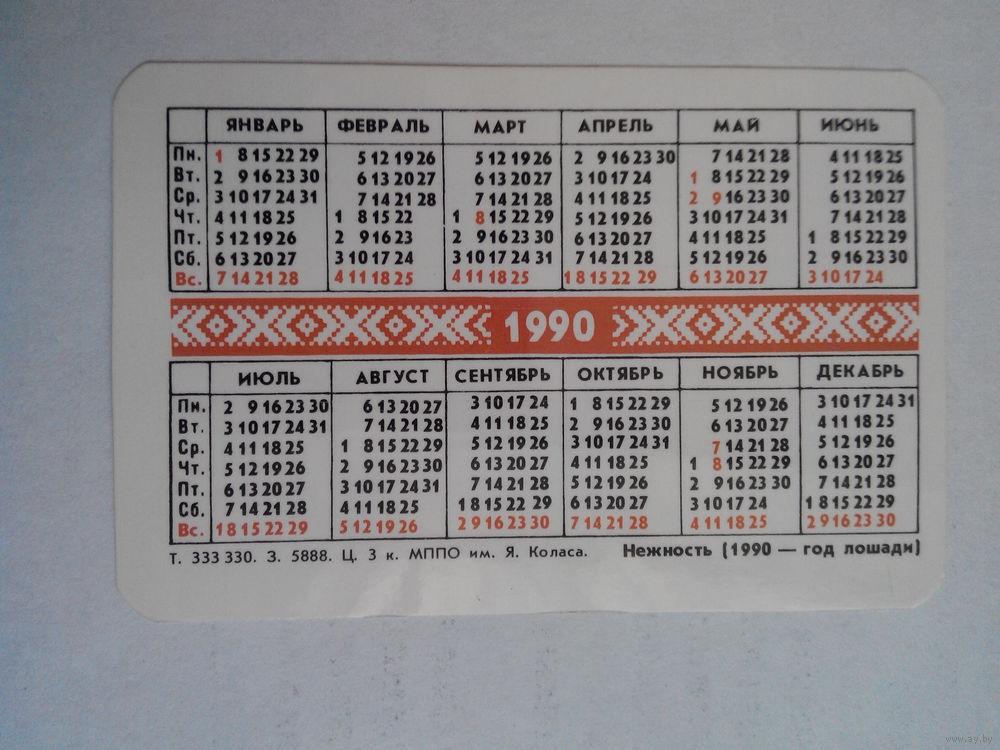 ЯНВАРЬ ФЕВРАЛЬ МАРТ АПРЕЛЬ МАЙ ИЮНЬ
Пн. 1 8 15 22 29 5 12 19 26 5 12 19 26 2 9 16 23 30 7 14 21 28 4 11 18 25
Вт. 2 9 16 23 30 6 13 20 27 6 13 20 27 3 10 17 24 1 8 15 22 29 5 12 19 26
Ср. 3 10 17 24 31 7 14 21 28 7 14 21 28 4 11 18 25 2 9 16 23 30 6 13 20 27
Чт. 4 11 18 25 1 8 15 22 1 8 15 22 29 5 12 19 26 3 10 17 24 31 7 14 21 28
Пт. 5 12 19 26 2 9 16 23 2 9 16 23 30 6 13 20 27 4 11 18 25 1 8 15 22 29
Сб. 6 13 20 27 3 10 17 24 3 10 17 24 31 7 14 21 28 5 12 19 26 2 9 16 23 30
Вс. 7 14 21 28 4 11 18 25 4 11 18 25 1 8 15 22 29 6 13 20 27 3 10 17 24
1990
ИЮЛЬ АВГУСТ СЕНТЯБРЬ ОКТЯБРЬ НОЯБРЬ ДЕКАБРЬ
Пн. 2 9 16 23 30 6 13 20 27 3 10 17 24 1 8 15 22 29 5 12 19 26 3 10 17 24 31
Вт. 3 10 17 24 31 7 14 21 28 4 11 18 25 2 9 16 23 30 6 13 20 27 4 11 18 25
Ср. 4 11 18 25 1 8 15 22 29 5 12 19 26 3 10 17 24 31 7 14 21 28 5 12 19 26
Чт. 5 12 19 26 2 9 16 23 30 6 13 20 27 4 11 18 25 1 8 15 22 29 6 13 20 27
Пт. 6 13 20 27 3 10 17 24 31 7 14 21 28 5 12 19 26 2 9 16 23 30 7 14 21 28
Сб. 7 14 21 28 4 11 18 25 1 8 15 22 29 6 13 20 27 3 10 17 24 1 8 15 22 29
Вс. 1 8 15 22 29 5 12 19 26 2 9 16 23 30 7 14 21 28 4 11 18 25 2 9 16 23 30
Т. 333 330. З. 5888. Ц. 3 к. МППО им. Я. Коласа. Нежность (1990 — год лошади)
www.ay.by